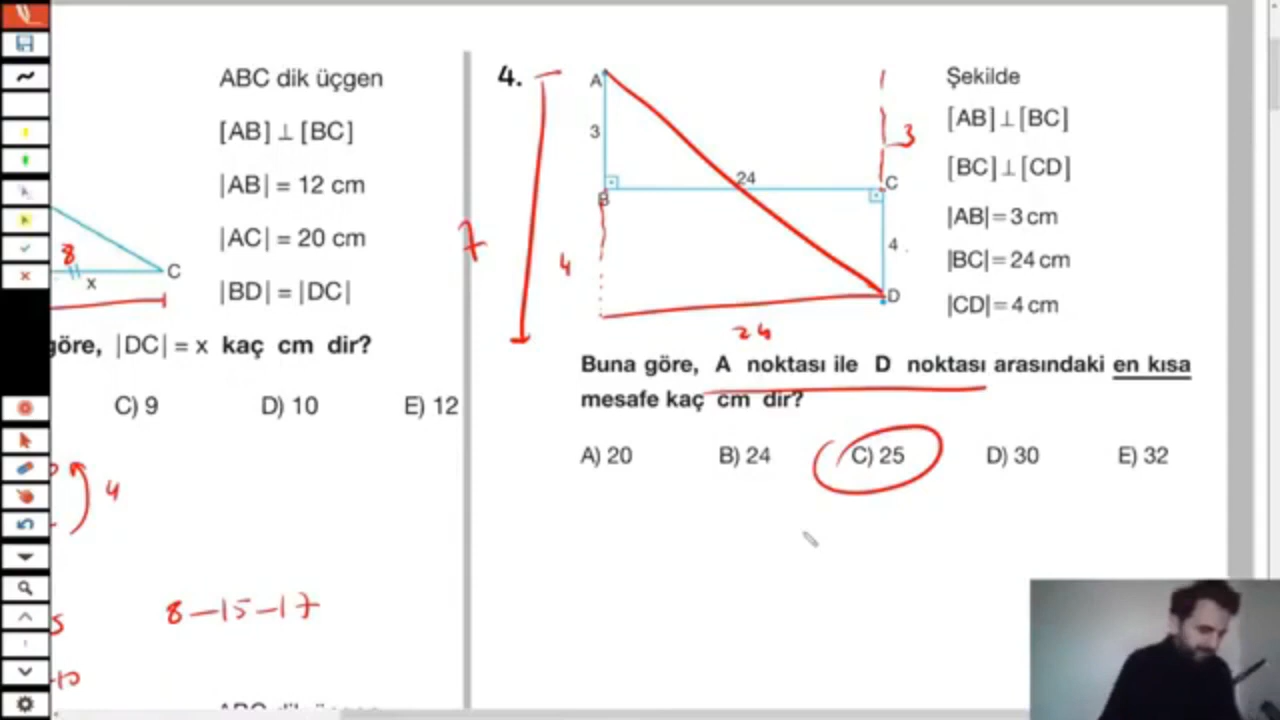 ABC dik üçgen
[AB] ⊥ [BC]
|AB| = 12 cm
|AC| = 20 cm
|BD| = |DC|
8
x
C
göre, |DC| = x kaç cm dir?
C) 9
D) 10
E) 12
4
8-15-17
4.
A
3
B
24
C
3
4
D
7
4
24
Şekilde
[AB] ⊥ [BC]
[BC] ⊥ [CD]
|AB| = 3 cm
|BC| = 24 cm
|CD| = 4 cm
Buna göre, A noktası ile D noktası arasındaki en kısa
mesafe kaç cm dir?
A) 20
B) 24
C) 25
D) 30
E) 32